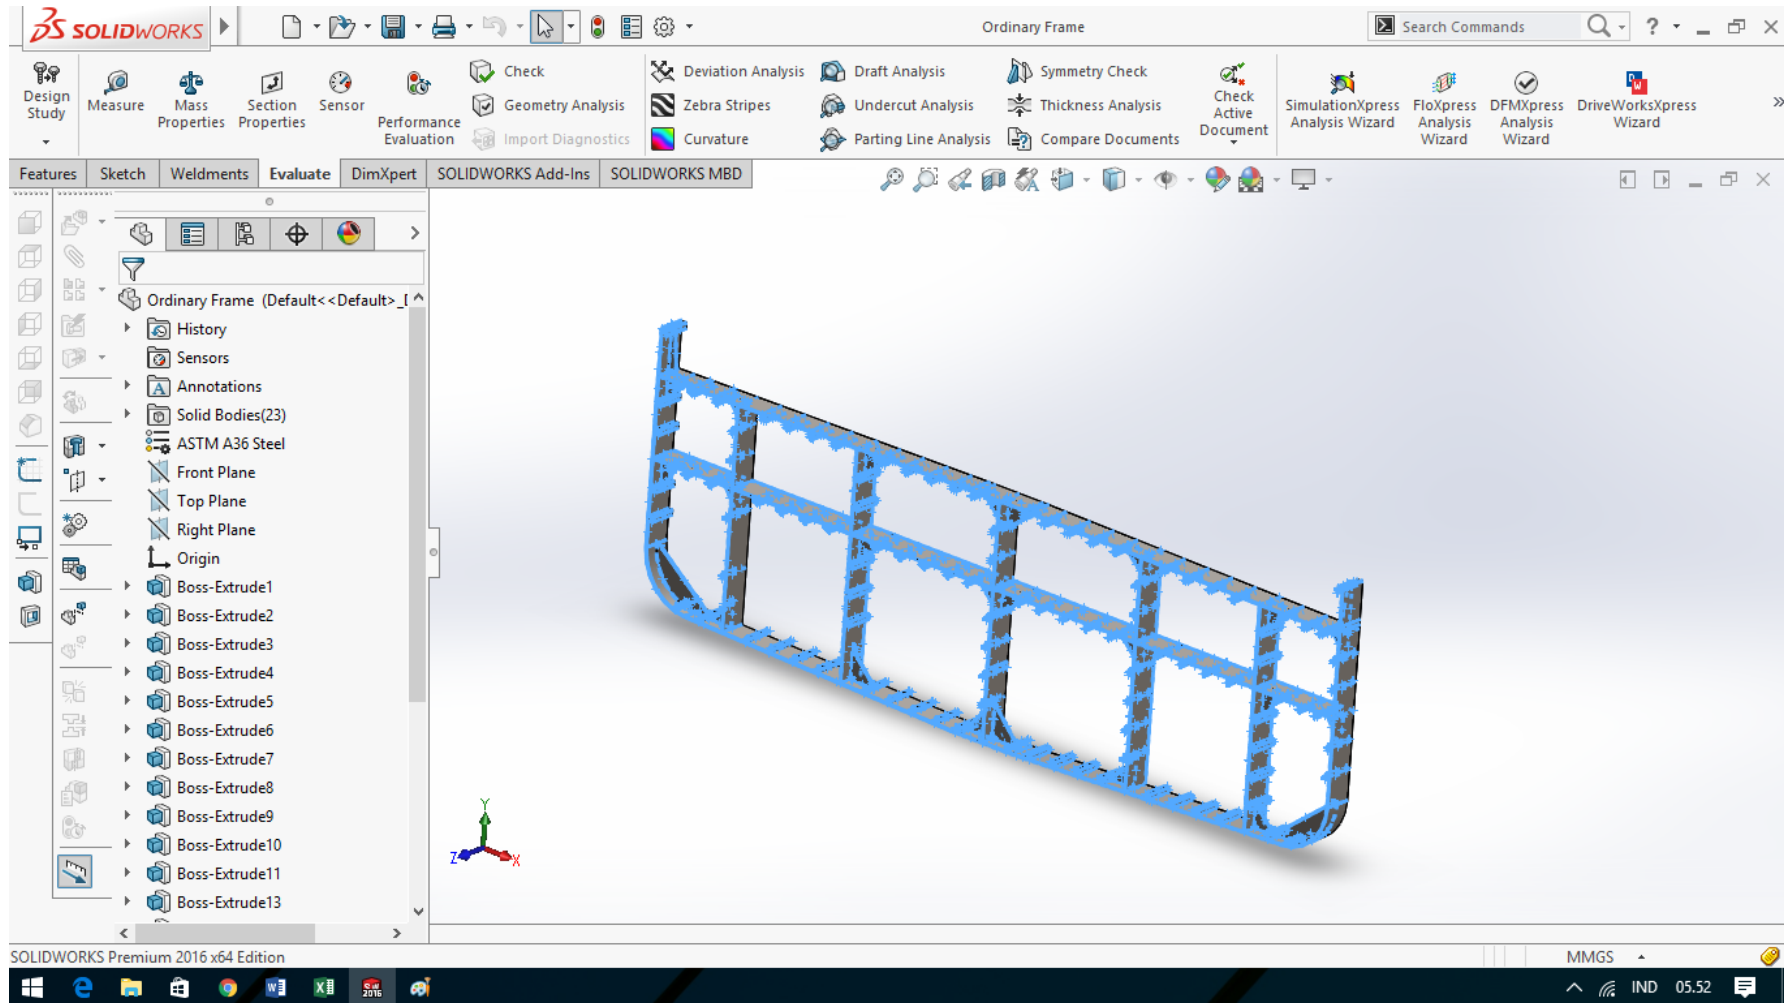 SOLIDWORKS
Ordinary Frame
Search Commands
?
Design Study
Measure
Mass Properties
Section Properties
Sensor
Performance Evaluation
Check
Geometry Analysis
Import Diagnostics
Deviation Analysis
Zebra Stripes
Curvature
Draft Analysis
Undercut Analysis
Parting Line Analysis
Symmetry Check
Thickness Analysis
Compare Documents
Check Active Document
SimulationXpress Analysis Wizard
FloXpress Analysis Wizard
DFMXpress Analysis Wizard
DriveWorksXpress Wizard
Features
Sketch
Weldments
Evaluate
DimXpert
SOLIDWORKS Add-Ins
SOLIDWORKS MBD
Ordinary Frame (Default<<Default>_
History
Sensors
Annotations
Solid Bodies(23)
ASTM A36 Steel
Front Plane
Top Plane
Right Plane
Origin
Boss-Extrude1
Boss-Extrude2
Boss-Extrude3
Boss-Extrude4
Boss-Extrude5
Boss-Extrude6
Boss-Extrude7
Boss-Extrude8
Boss-Extrude9
Boss-Extrude10
Boss-Extrude11
Boss-Extrude13
Y
Z
X
SOLIDWORKS Premium 2016 x64 Edition
MMGS
IND
05.52